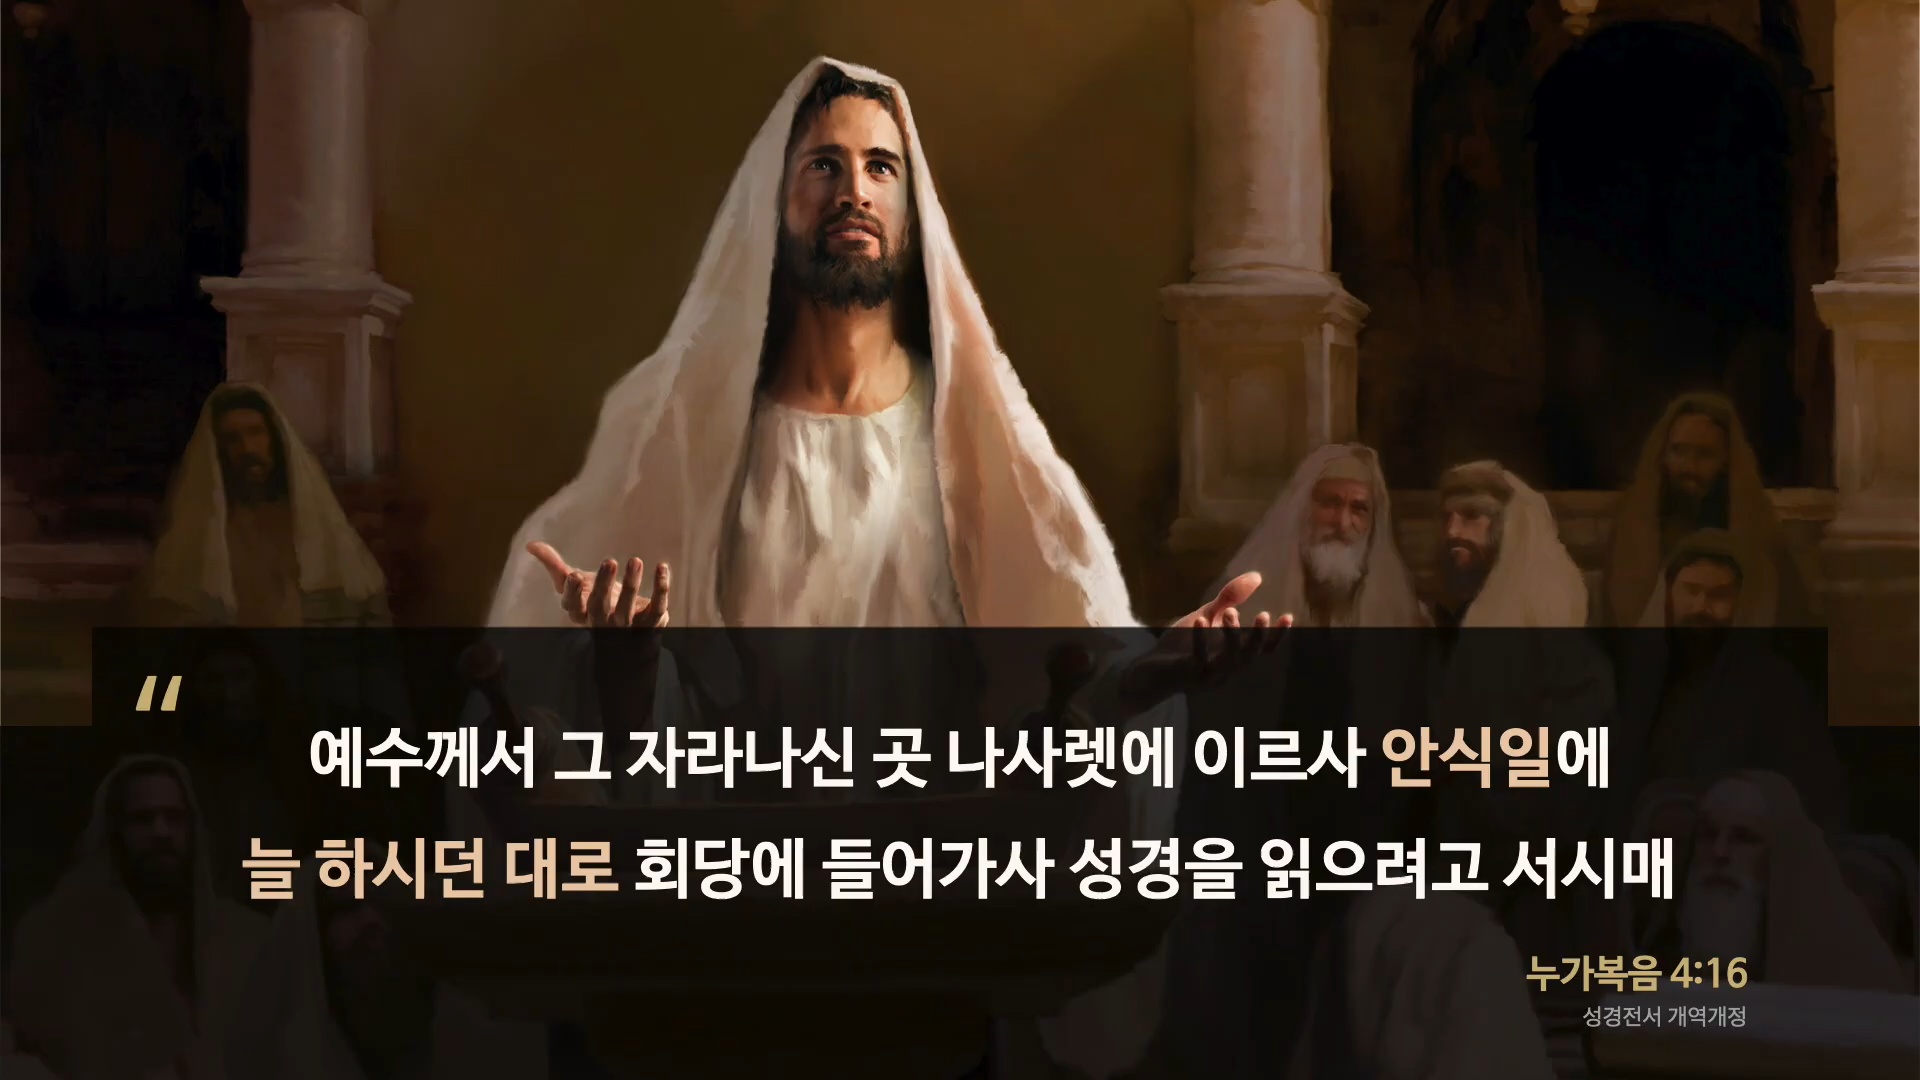 “
예수께서 그 자라나신 곳 나사렛에 이르사 안식일에
늘 하시던 대로 회당에 들어가사 성경을 읽으려고 서시매
누가복음 4:16
성경전서 개역개정